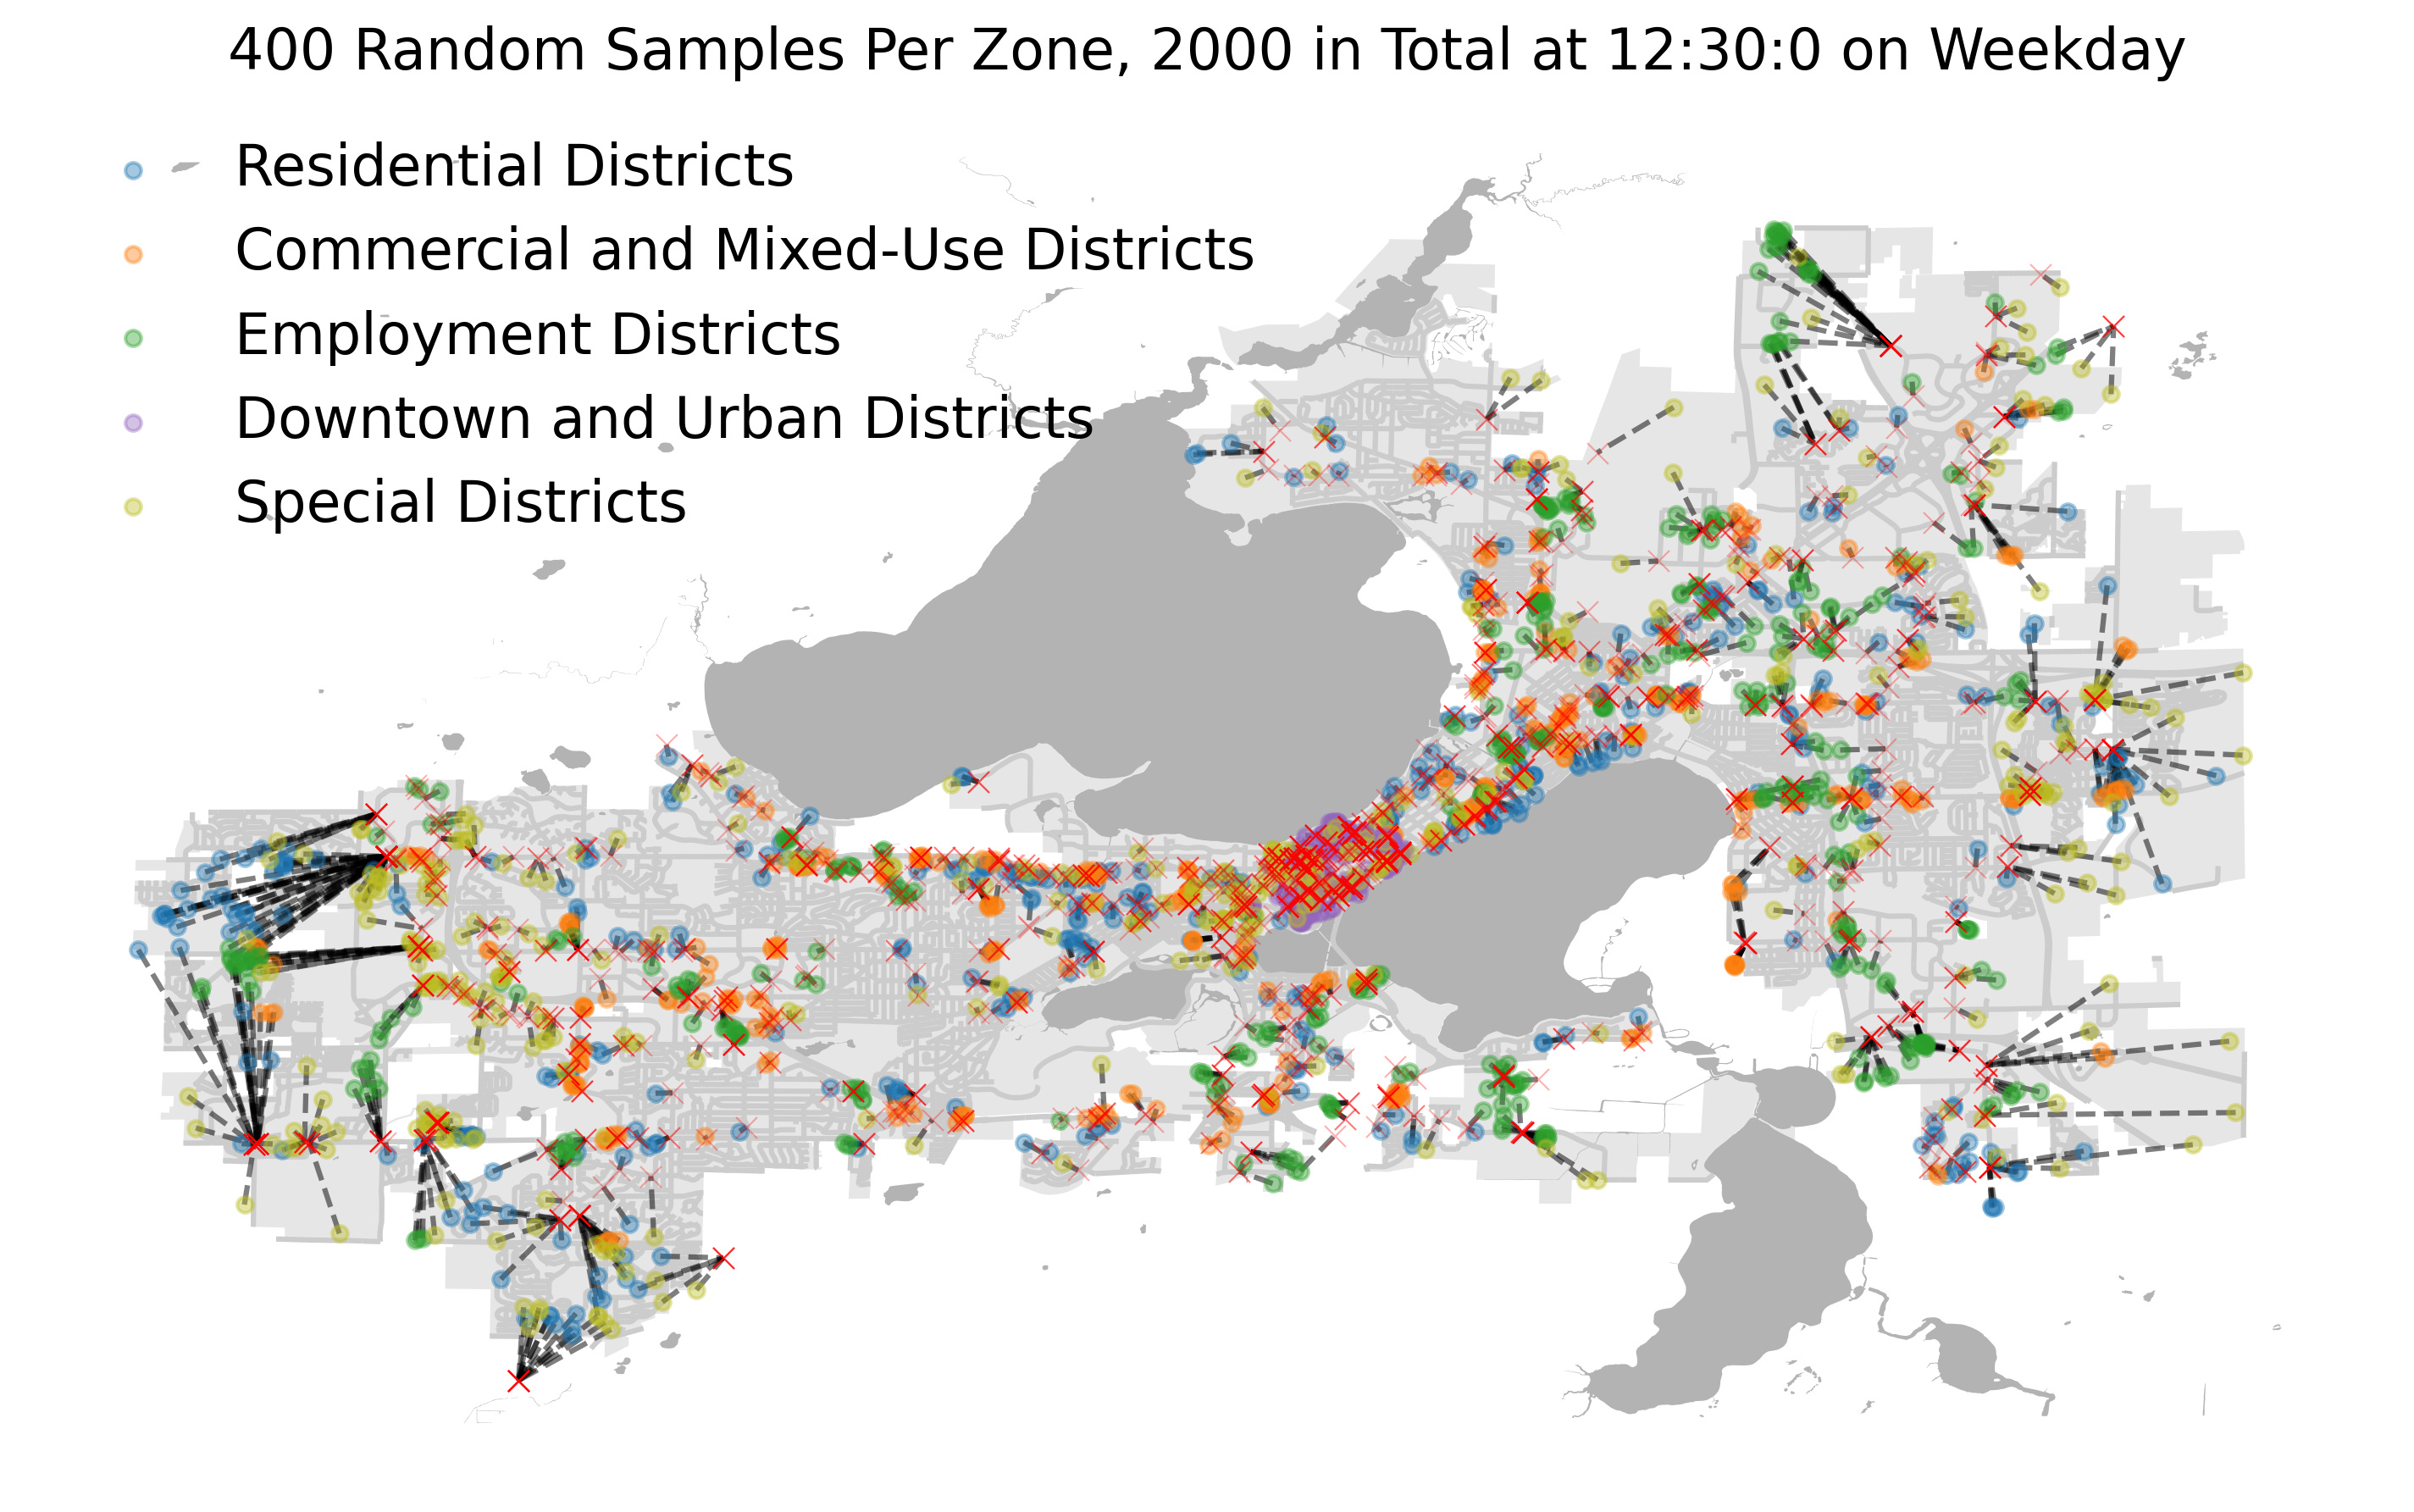 400 Random Samples Per Zone, 2000 in Total at 12:30:0 on Weekday
Residential Districts
Commercial and Mixed-Use Districts
Employment Districts
Downtown and Urban Districts
Special Districts